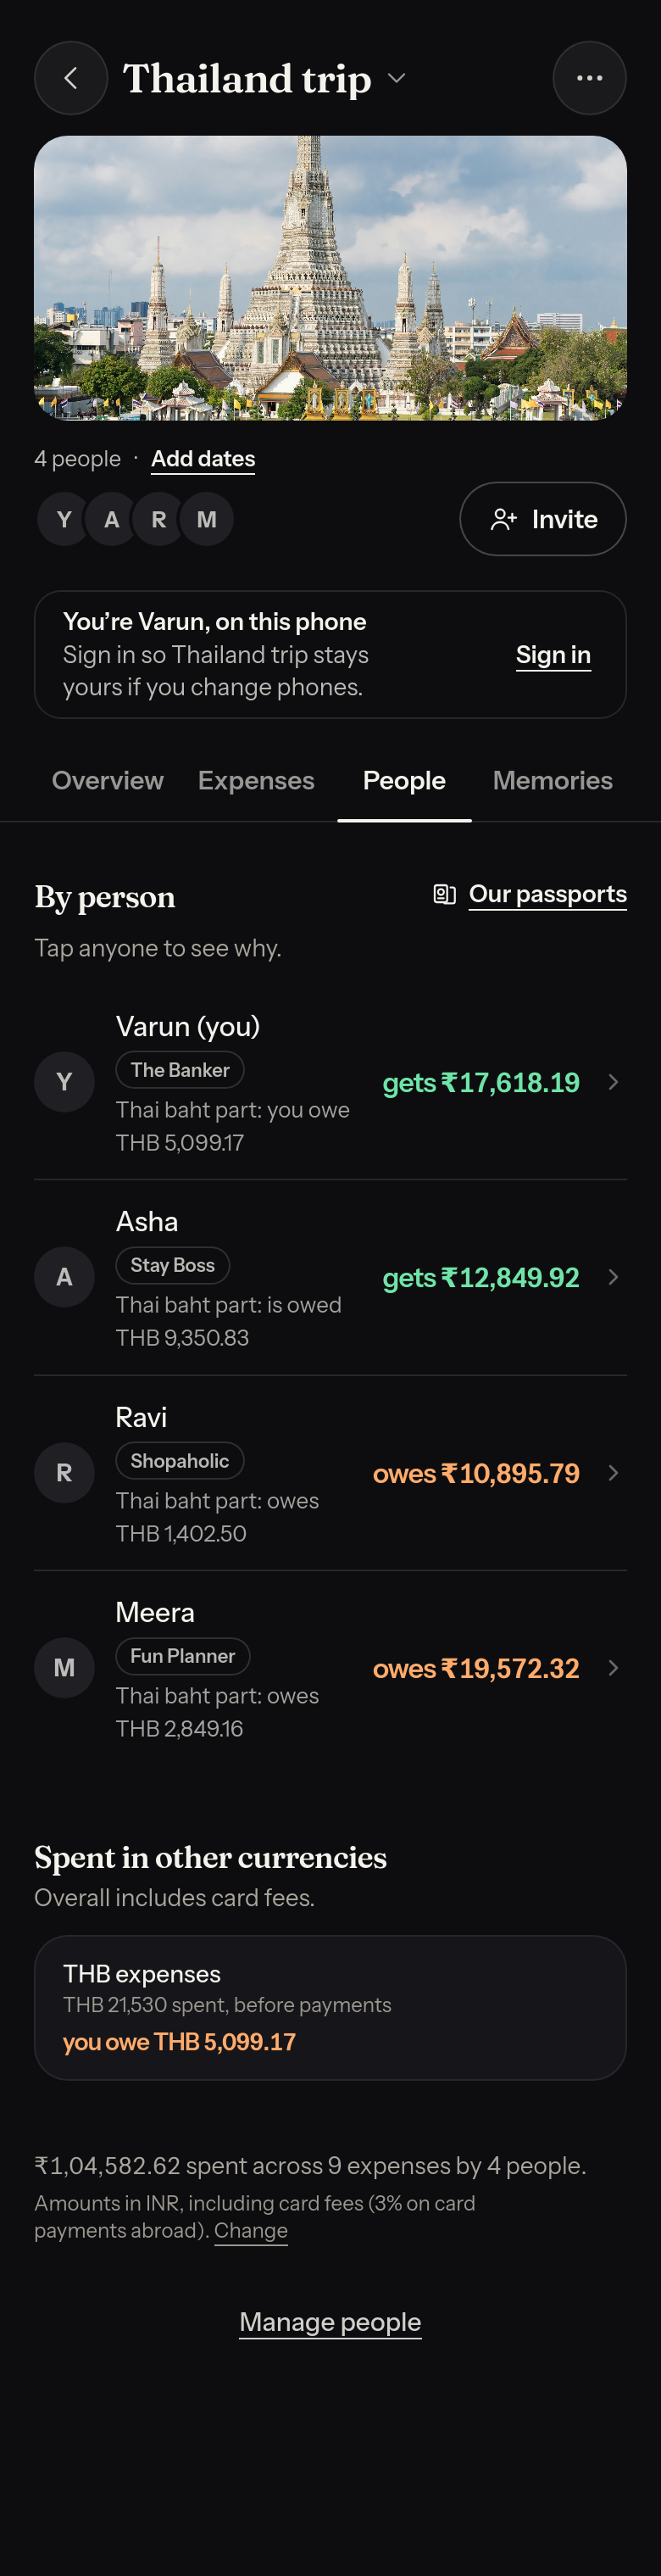 Thailand trip
4 people · Add dates
Y A R M
Invite
You’re Varun, on this phone
Sign in so Thailand trip stays
yours if you change phones.
Sign in
Overview Expenses People Memories
By person
Our passports
Tap anyone to see why.
Y
Varun (you)
The Banker
Thai baht part: you owe
THB 5,099.17
gets ₹17,618.19
A
Asha
Stay Boss
Thai baht part: is owed
THB 9,350.83
gets ₹12,849.92
R
Ravi
Shopaholic
Thai baht part: owes
THB 1,402.50
owes ₹10,895.79
M
Meera
Fun Planner
Thai baht part: owes
THB 2,849.16
owes ₹19,572.32
Spent in other currencies
Overall includes card fees.
THB expenses
THB 21,530 spent, before payments
you owe THB 5,099.17
₹1,04,582.62 spent across 9 expenses by 4 people.
Amounts in INR, including card fees (3% on card
payments abroad). Change
Manage people